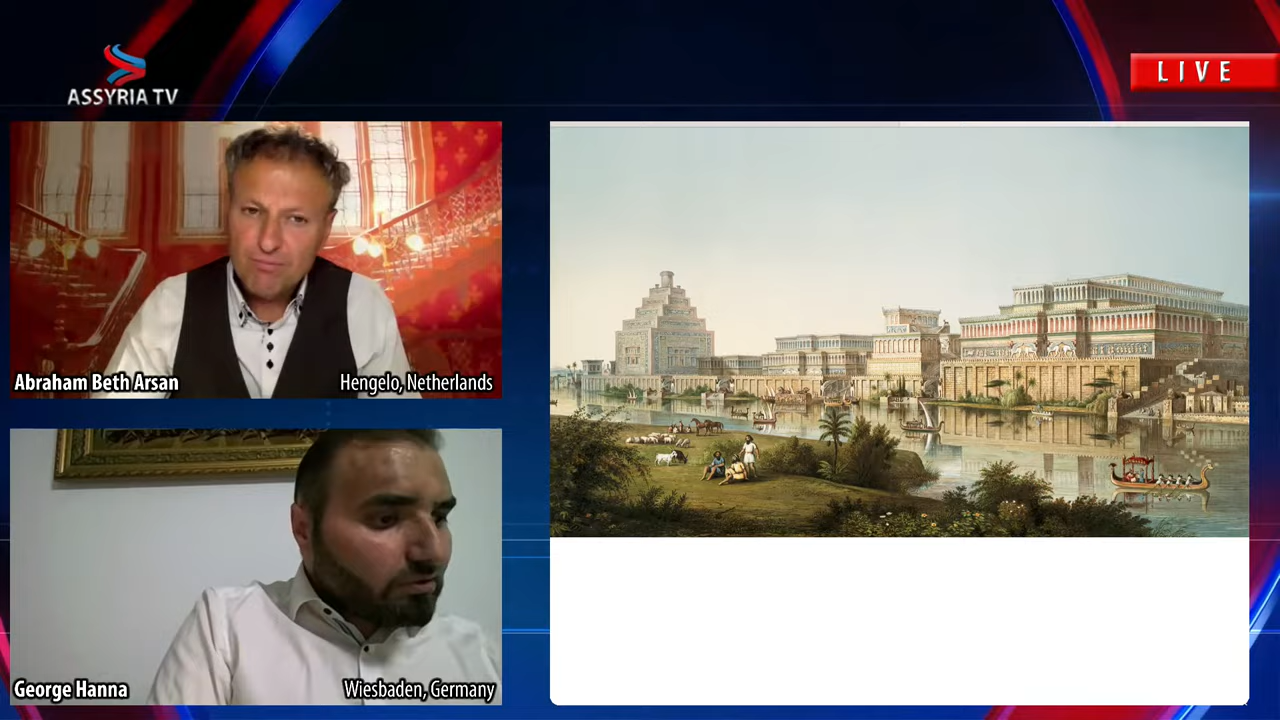 ASSYRIA TV
LIVE
Abraham Beth Arsan
Hengelo, Netherlands
George Hanna
Wiesbaden, Germany